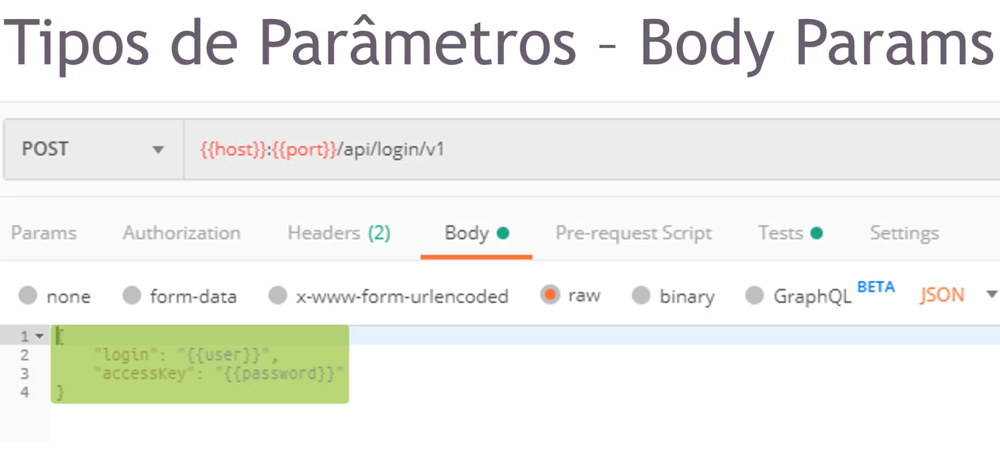 Tipos de Parâmetros - Body Params
POST {{host}}:{{port}}/api/login/v1
Params Authorization Headers (2) Body Pre-request Script Tests Settings
none form-data x-www-form-urlencoded raw binary GraphQL BETA JSON
1 {
2 "login": "{{user}}",
3 "accessKey": "{{password}}"
4 }